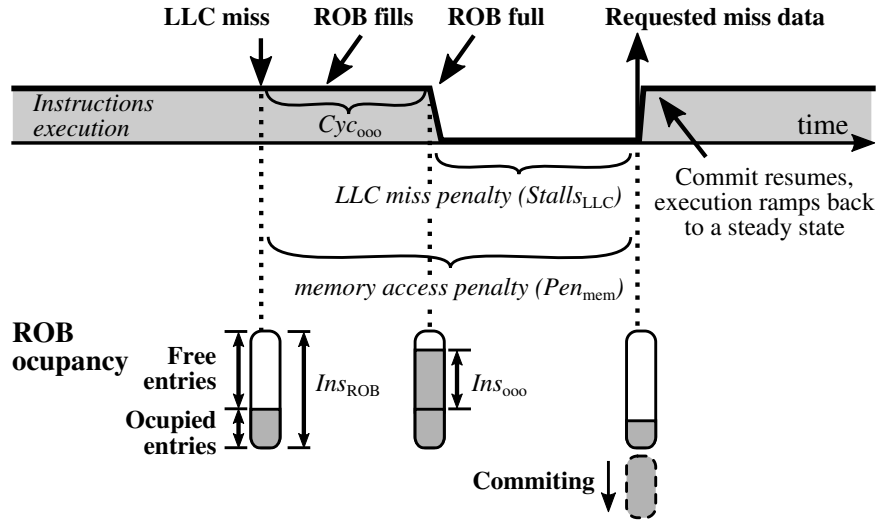 LLC miss
ROB fills
ROB full
Requested miss data
Instructions
execution
Cyc_ooo
time
LLC miss penalty (Stalls_LLC)
Commit resumes,
execution ramps back
to a steady state
memory access penalty (Pen_mem)
ROB
ocupancy
Free
entries
Ins_ROB
Ins_ooo
Ocupied
entries
Commiting